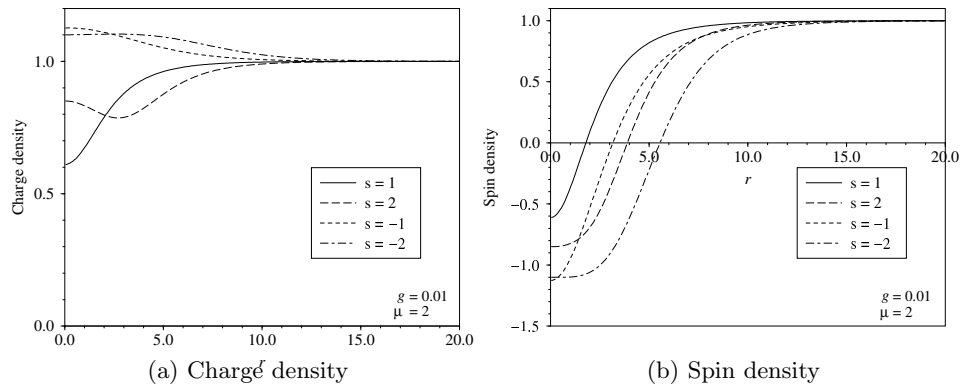 Charge density
1.0
0.5
0.0
0.0
5.0
10.0
15.0
20.0
r
s = 1
s = 2
s = −1
s = −2
g = 0.01
μ = 2
(a) Charge density
Spin density
1.0
0.5
0.0
−0.5
−1.0
−1.5
0.0
5.0
10.0
15.0
20.0
r
s = 1
s = 2
s = −1
s = −2
g = 0.01
μ = 2
(b) Spin density